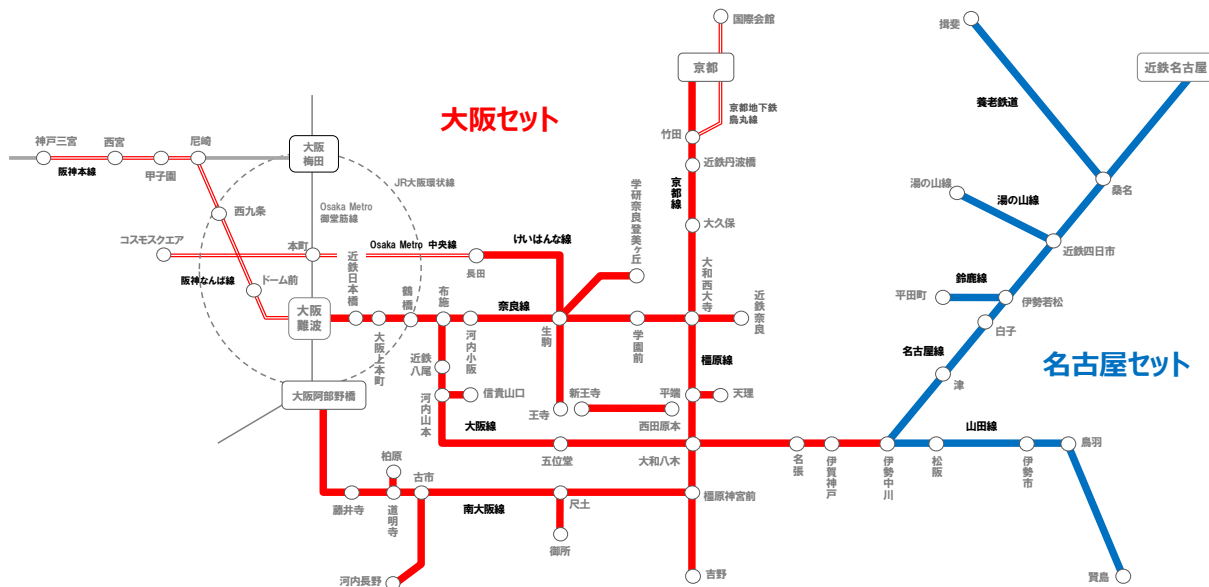 国際会館
揖斐
京都
近鉄名古屋
大阪セット
養老鉄道
京都地下鉄
烏丸線
神戸三宮
西宮
尼崎
大阪
梅田
竹田
阪神本線
甲子園
近鉄丹波橋
JR大阪環状線
学研奈良登美ヶ丘
京都線
湯の山線
湯の山線
桑名
西九条
Osaka Metro
御堂筋線
大久保
コスモスクエア
本町
Osaka Metro 中央線
けいはんな線
近鉄四日市
長田
近鉄日本橋
大和西大寺
鈴鹿線
阪神なんば線
ドーム前
平田町
伊勢若松
大阪
難波
鶴橋
布施
奈良線
近鉄奈良
大阪上本町
河内小阪
生駒
学園前
白子
近鉄
八尾
橿原線
名古屋線
名古屋セット
津
大阪阿部野橋
河内山本
信貴山口
王寺
新王寺
平端
天理
西田原本
大阪線
山田線
鳥羽
五位堂
大和八木
名張
伊賀神戸
伊勢中川
松阪
伊勢市
柏原
古市
藤井寺
道明寺
南大阪線
尺土
橿原神宮前
御所
河内長野
吉野
賢島